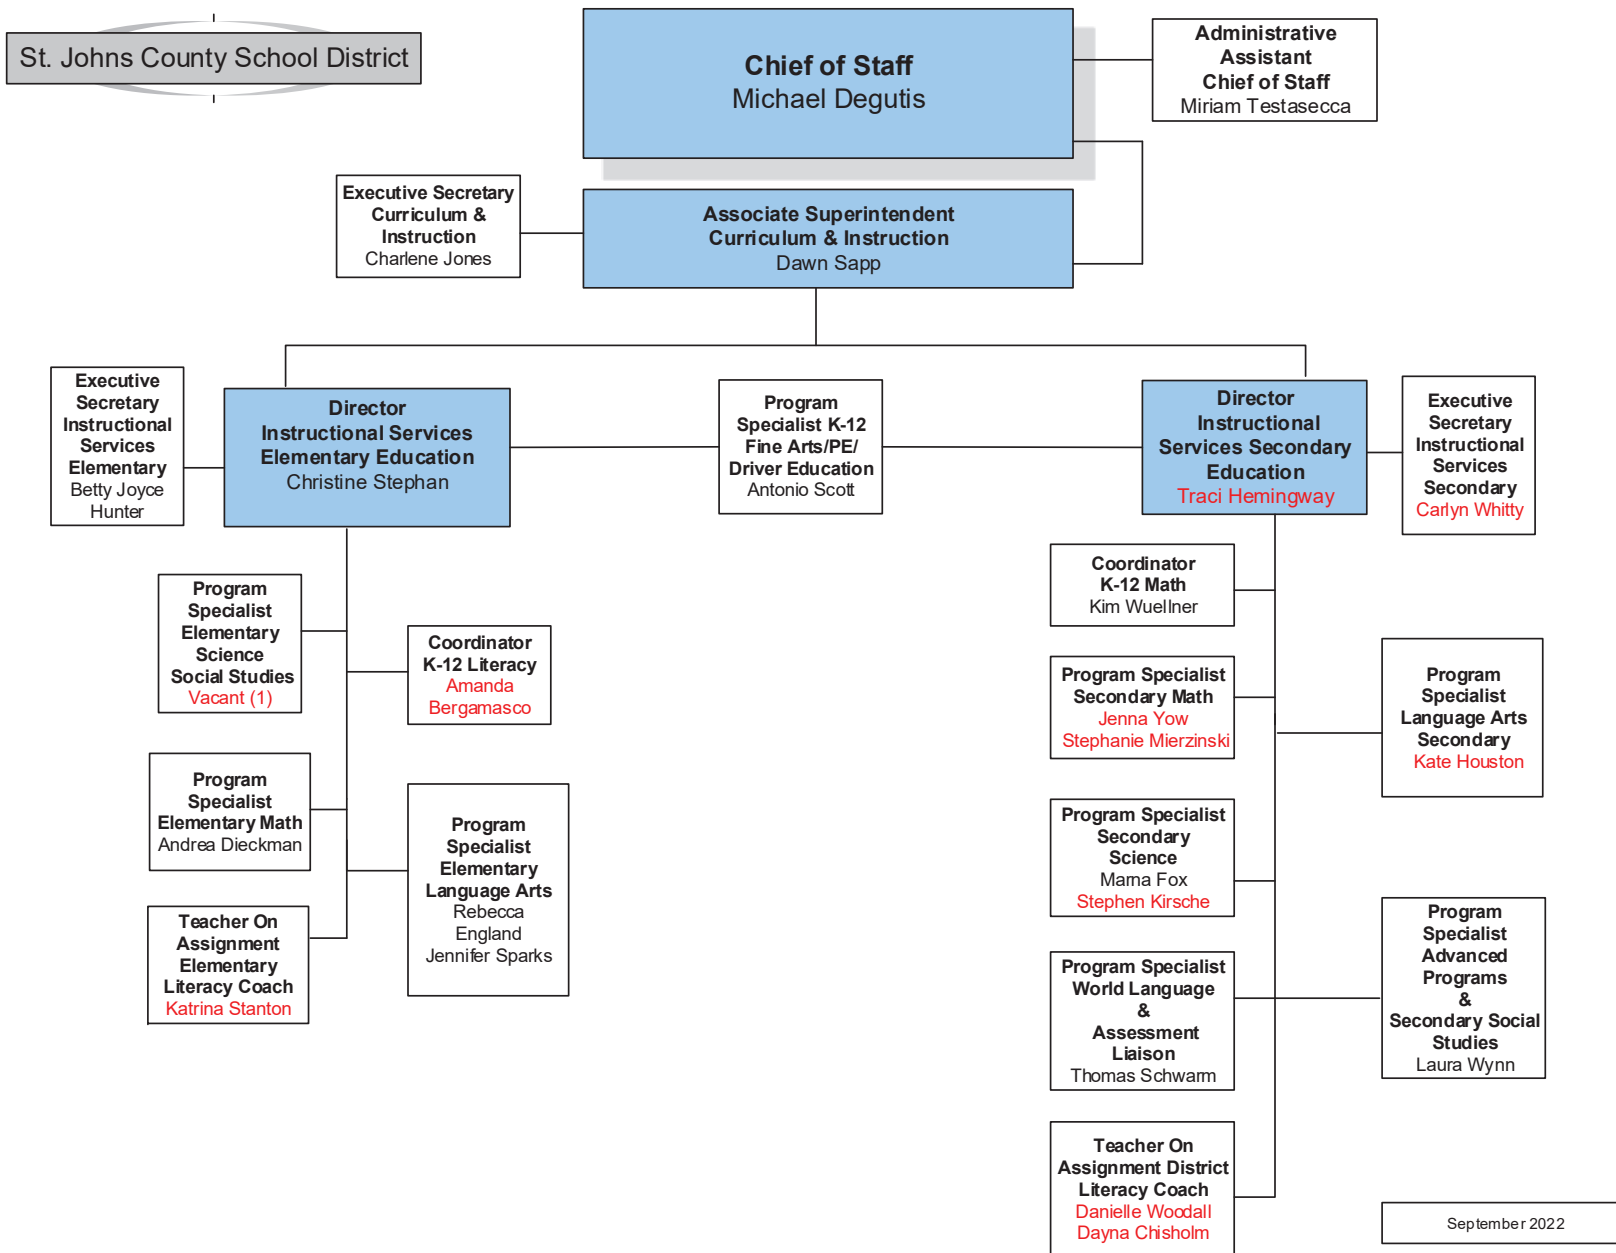 St. Johns County School District
Chief of Staff
Michael Degutis
Administrative
Assistant
Chief of Staff
Miriam Testasecca
Executive Secretary
Curriculum &
Instruction
Charlene Jones
Associate Superintendent
Curriculum & Instruction
Dawn Sapp
Executive
Secretary
Instructional
Services
Elementary
Betty Joyce
Hunter
Director
Instructional Services
Elementary Education
Christine Stephan
Program
Specialist K-12
Fine Arts/PE/
Driver Education
Antonio Scott
Director
Instructional
Services Secondary
Education
Traci Hemingway
Executive
Secretary
Instructional
Services
Secondary
Carlyn Whitty
Program
Specialist
Elementary
Science
Social Studies
Vacant (1)
Coordinator
K-12 Literacy
Amanda
Bergamasco
Program
Specialist
Elementary Math
Andrea Dieckman
Program
Specialist
Elementary
Language Arts
Rebecca
England
Jennifer Sparks
Teacher On
Assignment
Elementary
Literacy Coach
Katrina Stanton
Coordinator
K-12 Math
Kim Wuellner
Program Specialist
Secondary Math
Jenna Yow
Stephanie Mierzinski
Program
Specialist
Language Arts
Secondary
Kate Houston
Program Specialist
Secondary
Science
Marna Fox
Stephen Kirsche
Program Specialist
World Language
&
Assessment
Liaison
Thomas Schwarm
Program
Specialist
Advanced
Programs
&
Secondary Social
Studies
Laura Wynn
Teacher On
Assignment District
Literacy Coach
Danielle Woodall
Dayna Chisholm
September 2022